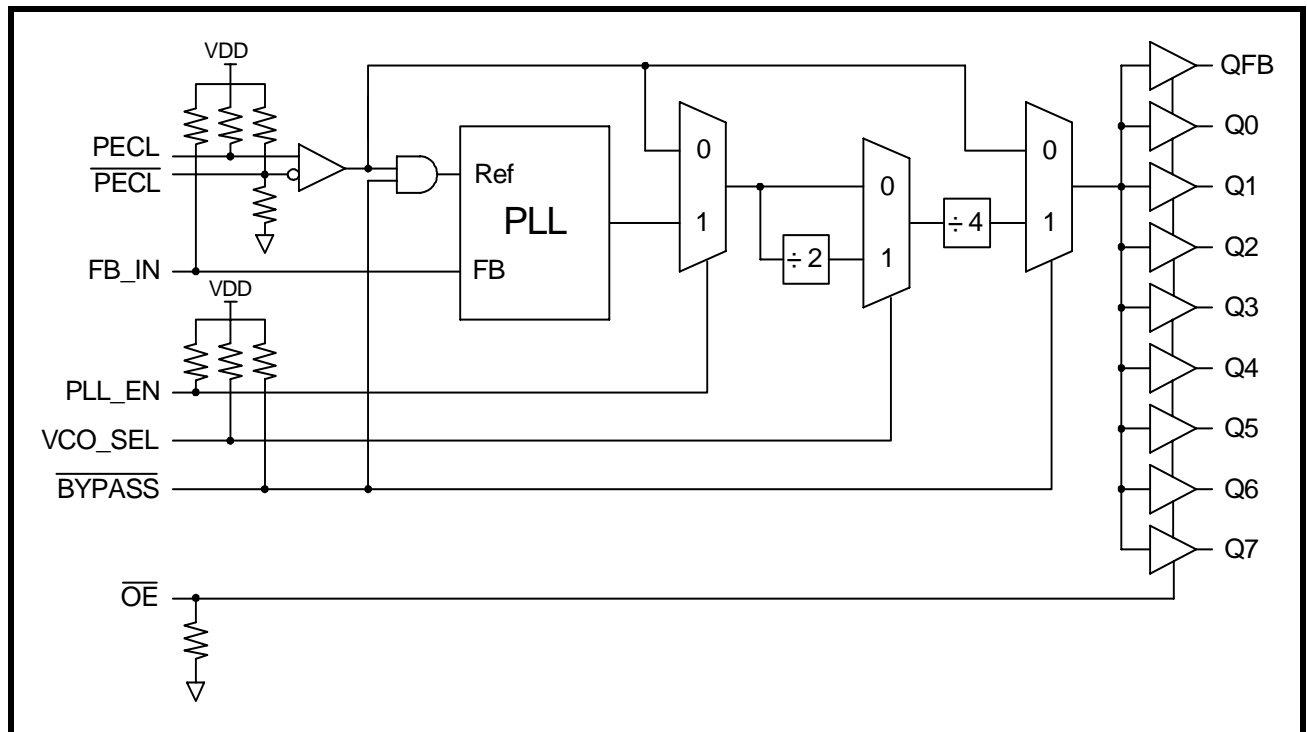 VDD
PECL
PECL
FB_IN
Ref
PLL
FB
0
1
÷ 2
0
1
÷ 4
0
1
VDD
PLL_EN
VCO_SEL
BYPASS
OE
QFB
Q0
Q1
Q2
Q3
Q4
Q5
Q6
Q7